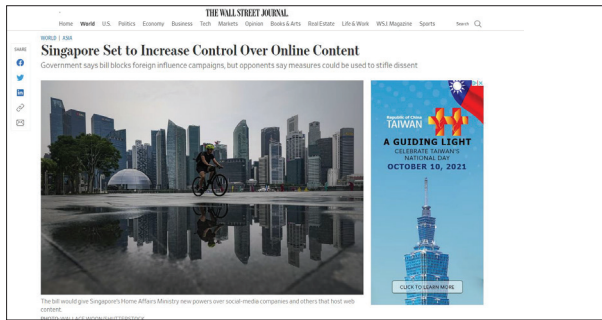 THE WALL STREET JOURNAL.
Home World U.S. Politics Economy Business Tech Markets Opinion Books & Arts Real Estate Life & Work WSJ. Magazine Sports Search
WORLD | ASIA
SHARE
Singapore Set to Increase Control Over Online Content
Government says bill blocks foreign influence campaigns, but opponents say measures could be used to stifle dissent
Republic of China
TAIWAN
A GUIDING LIGHT
CELEBRATE TAIWAN'S
NATIONAL DAY
OCTOBER 10, 2021
CLICK TO LEARN MORE
The bill would give Singapore's Home Affairs Ministry new powers over social-media companies and others that host web
content.
PHOTO: WALLACE WOON/SHUTTERSTOCK